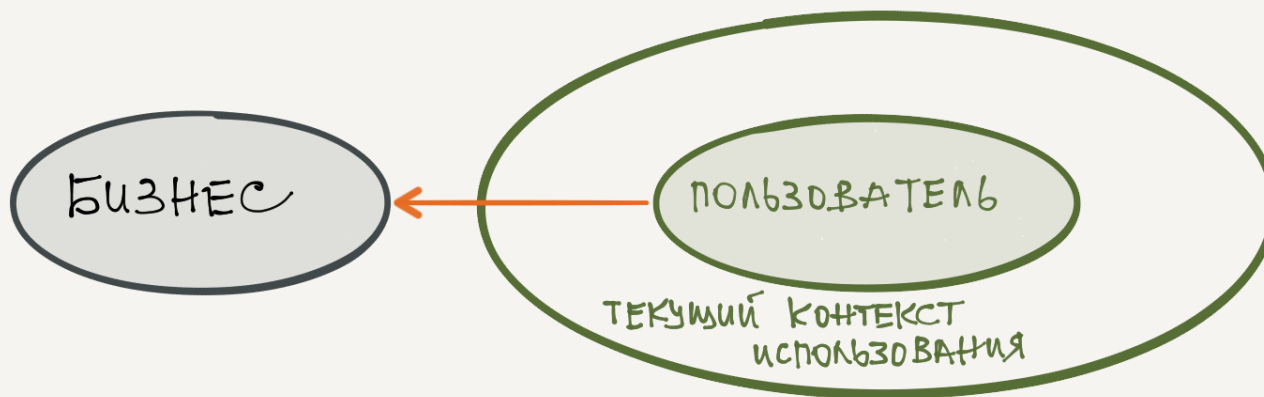 БИЗНЕС
ПОЛЬЗОВАТЕЛЬ
ТЕКУЩИЙ КОНТЕКСТ
ИСПОЛЬЗОВАНИЯ